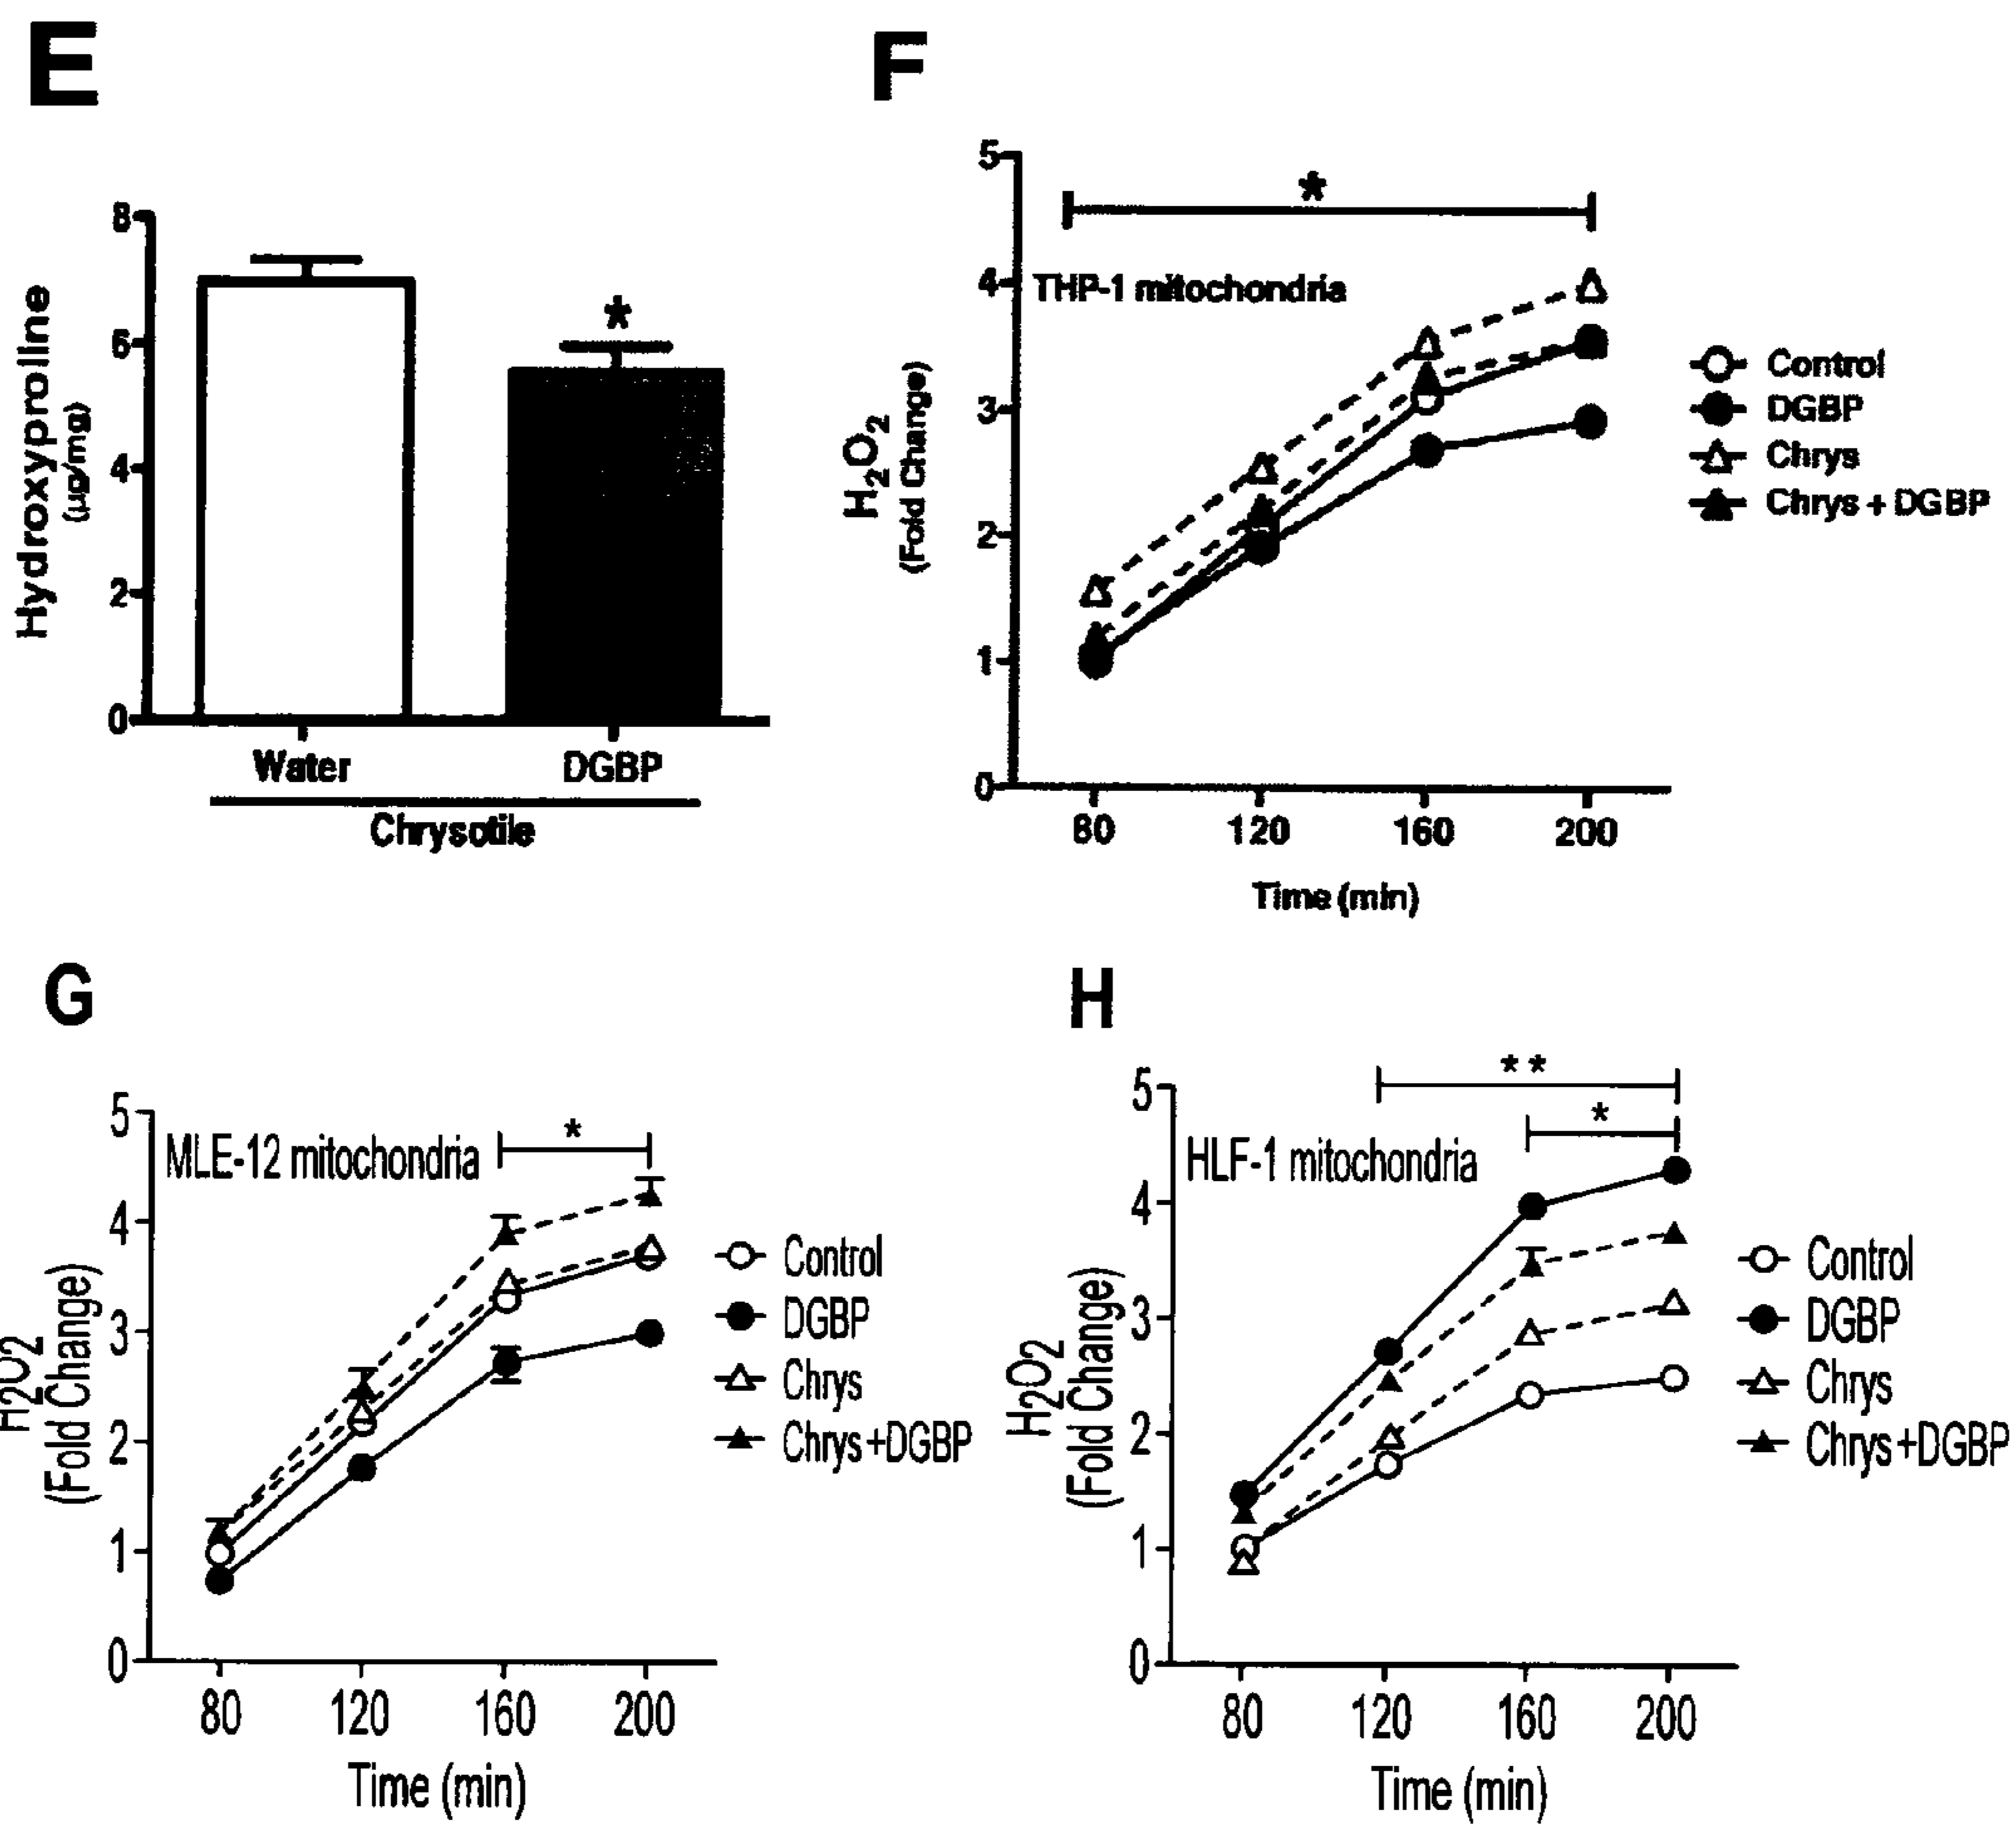 E
Hydroxyproline
(µg/mg)
8
6
4
2
0
*
Water
DGBP
Chrysotile
F
H2O2
(Fold Change)
5
4
3
2
1
0
*
THP-1 mitochondria
80
120
160
200
Time (min)
Control
DGBP
Chrys
Chrys + DGBP
G
H2O2
(Fold Change)
5
4
3
2
1
0
MLE-12 mitochondria
*
80
120
160
200
Time (min)
Control
DGBP
Chrys
Chrys +DGBP
H
H2O2
(Fold Change)
5
4
3
2
1
0
**
*
HLF-1 mitochondria
80
120
160
200
Time (min)
Control
DGBP
Chrys
Chrys +DGBP